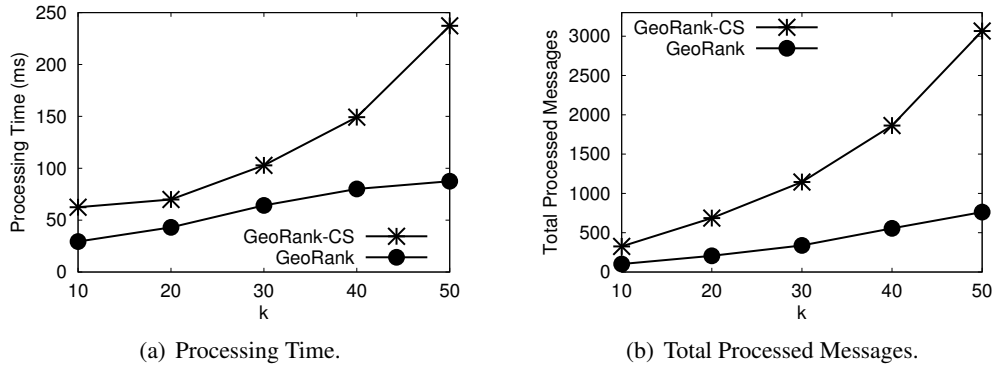 Processing Time (ms)
250
200
150
100
50
0
GeoRank-CS
GeoRank
10 20 30 40 50
k
(a) Processing Time.
Total Processed Messages
3000
2500
2000
1500
1000
500
0
GeoRank-CS
GeoRank
10 20 30 40 50
k
(b) Total Processed Messages.